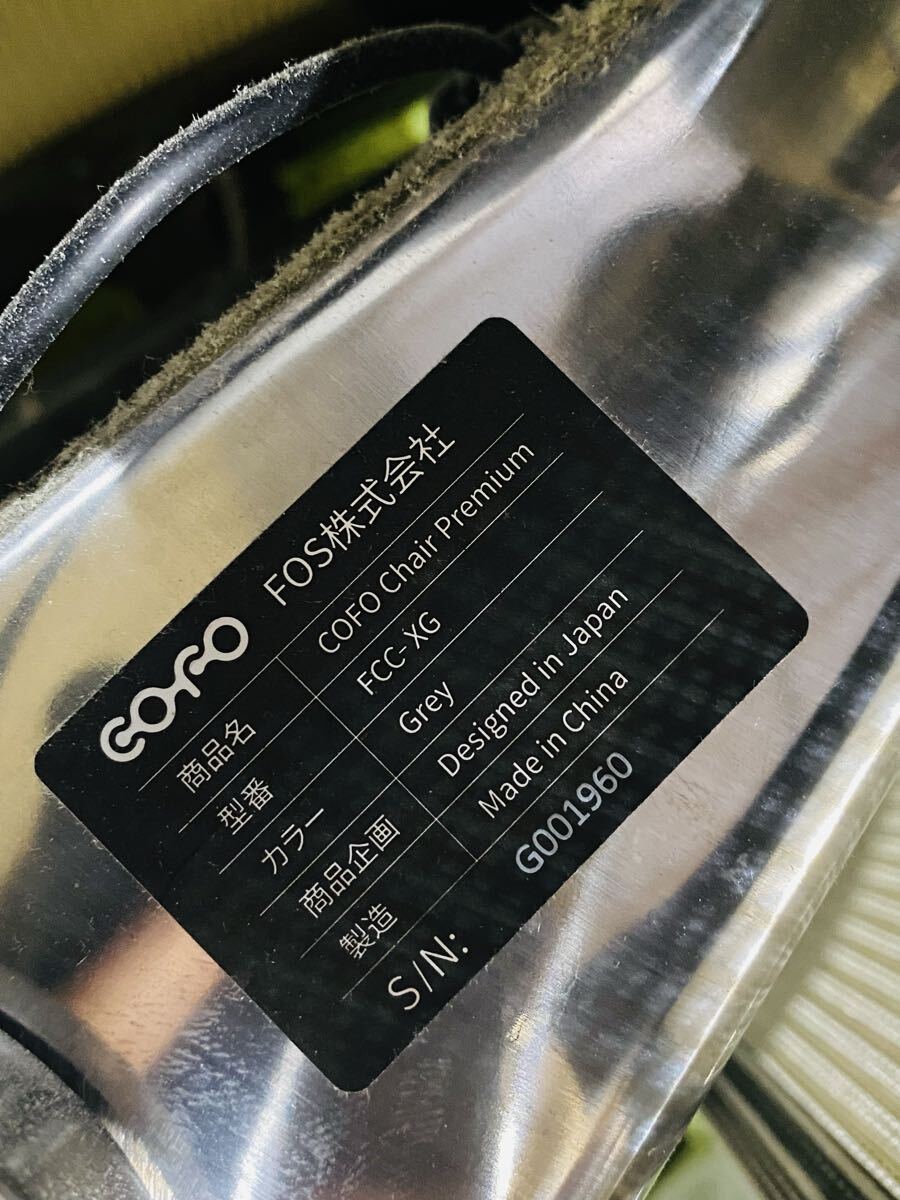 COFO FOS株式会社
商品名 COFO Chair Premium
型番 FCC-XG
カラー Grey
商品企画 Designed in Japan
製造 Made in China
S/N: G001960